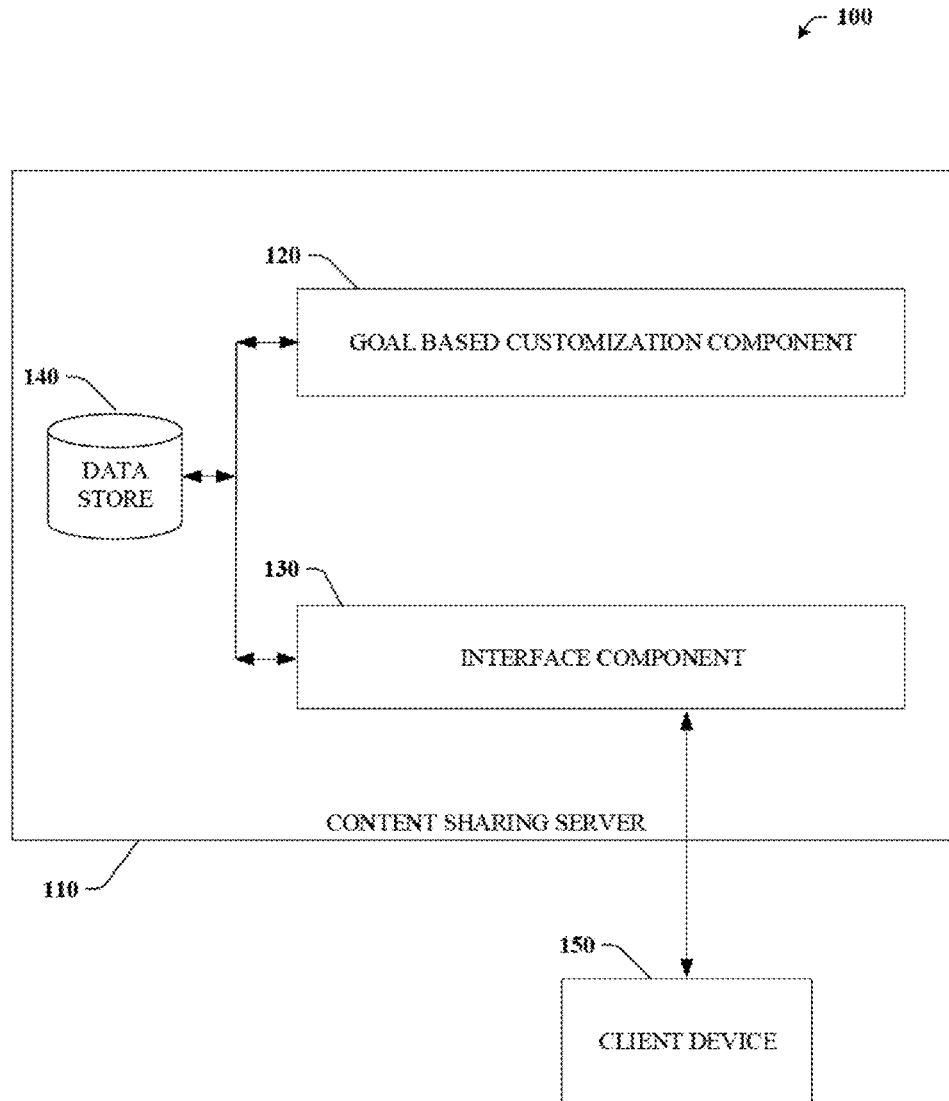 100
120
GOAL BASED CUSTOMIZATION COMPONENT
140
DATA
STORE
130
INTERFACE COMPONENT
CONTENT SHARING SERVER
110
150
CLIENT DEVICE